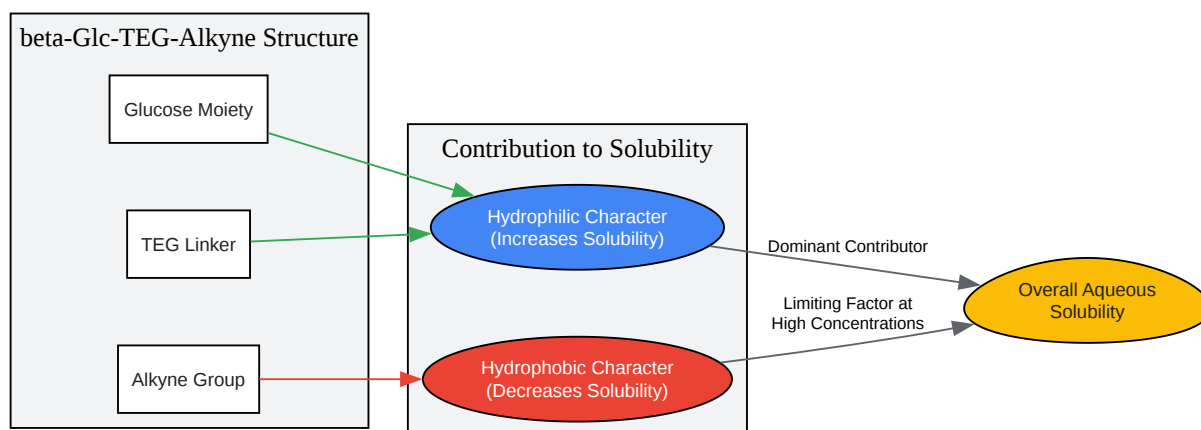 beta-Glc-TEG-Alkyne Structure
Glucose Moiety
TEG Linker
Alkyne Group
Contribution to Solubility
Hydrophilic Character
(Increases Solubility)
Hydrophobic Character
(Decreases Solubility)
Dominant Contributor
Limiting Factor at
High Concentrations
Overall Aqueous
Solubility